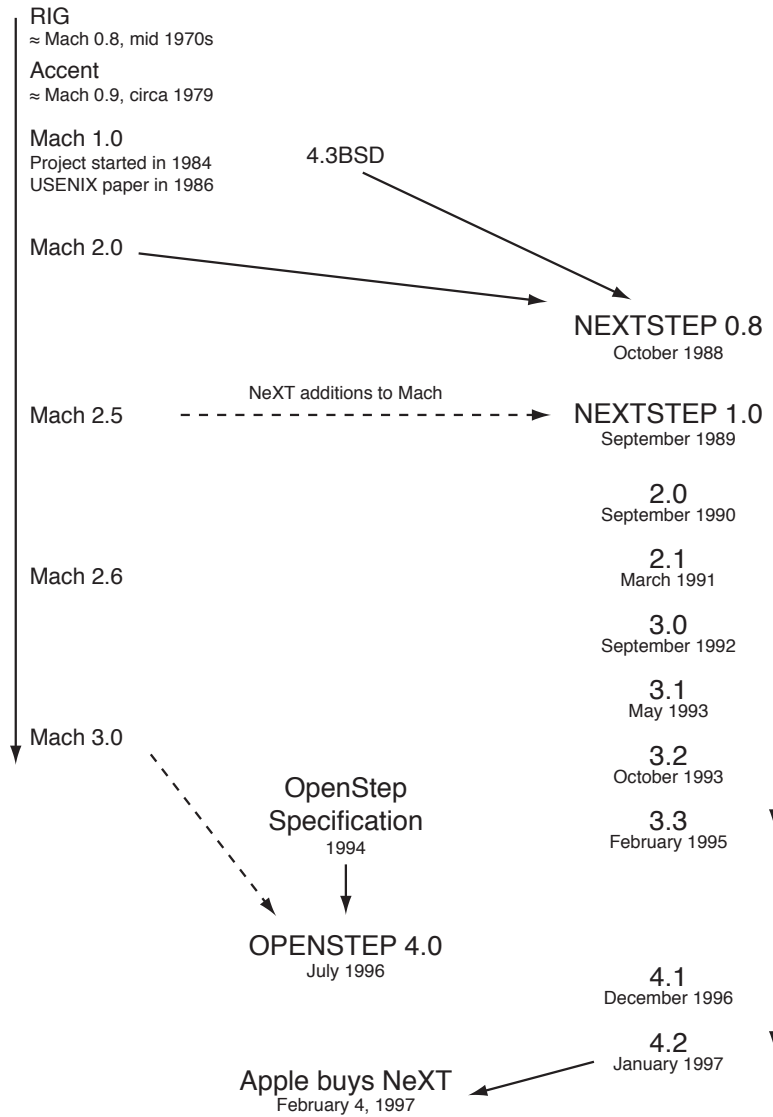 RIG
≈ Mach 0.8, mid 1970s
Accent
≈ Mach 0.9, circa 1979
Mach 1.0
Project started in 1984
USENIX paper in 1986
4.3BSD
Mach 2.0
NEXTSTEP 0.8
October 1988
NeXT additions to Mach
Mach 2.5
NEXTSTEP 1.0
September 1989
2.0
September 1990
2.1
March 1991
Mach 2.6
3.0
September 1992
3.1
May 1993
Mach 3.0
3.2
October 1993
OpenStep
Specification
1994
3.3
February 1995
OPENSTEP 4.0
July 1996
4.1
December 1996
4.2
January 1997
Apple buys NeXT
February 4, 1997